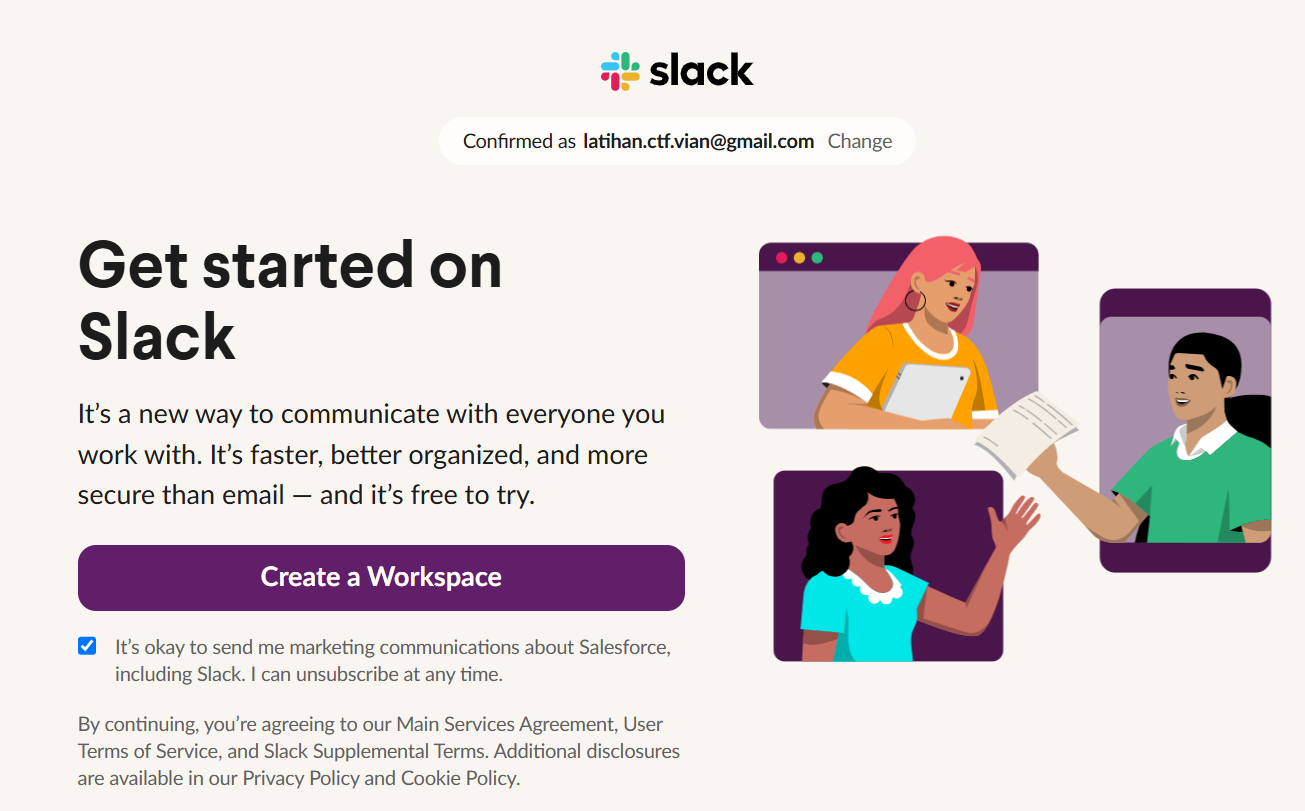 slack
Confirmed as latihan.ctf.vian@gmail.com Change
Get started on
Slack
It’s a new way to communicate with everyone you
work with. It’s faster, better organized, and more
secure than email — and it’s free to try.
Create a Workspace
It’s okay to send me marketing communications about Salesforce,
including Slack. I can unsubscribe at any time.
By continuing, you’re agreeing to our Main Services Agreement, User
Terms of Service, and Slack Supplemental Terms. Additional disclosures
are available in our Privacy Policy and Cookie Policy.